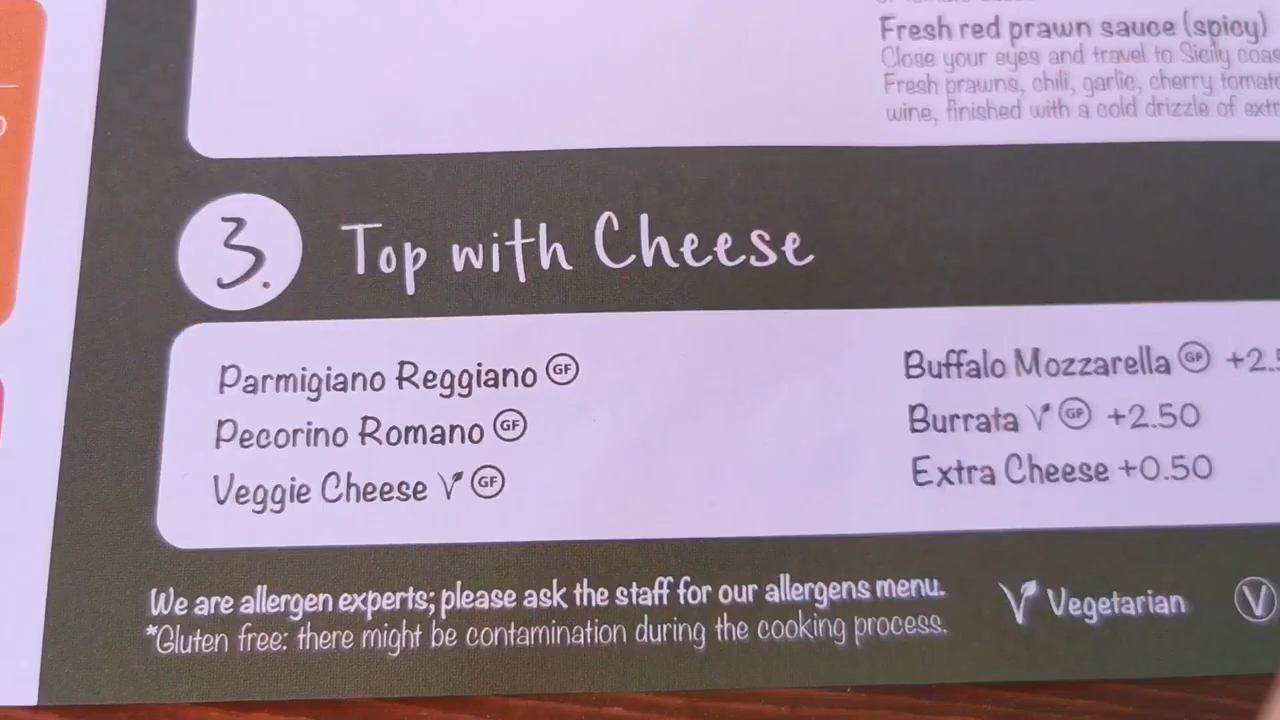 Fresh red prawn sauce (spicy)
Close your eyes and travel to Sicily
Fresh prawns, chili, garlic, cherry
wine, finished with a cold drizzle of
3. Top with Cheese
Parmigiano Reggiano GF
Pecorino Romano GF
Veggie Cheese V GF
Buffalo Mozzarella GF
Burrata V GF +2.50
Extra Cheese +0.50
We are allergen experts; please ask the staff for our allergens menu.
*Gluten free: there might be contamination during the cooking process.
V Vegetarian V